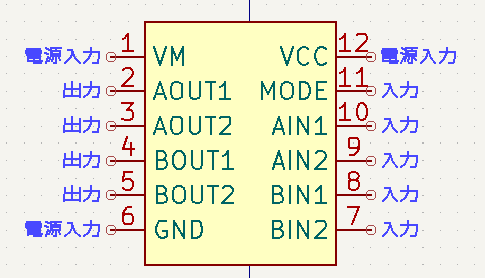 電源入力 1 VM VCC 12 電源入力
出力 2 AOUT1 MODE 11 入力
出力 3 AOUT2 AIN1 10 入力
出力 4 BOUT1 AIN2 9 入力
出力 5 BOUT2 BIN1 8 入力
電源入力 6 GND BIN2 7 入力